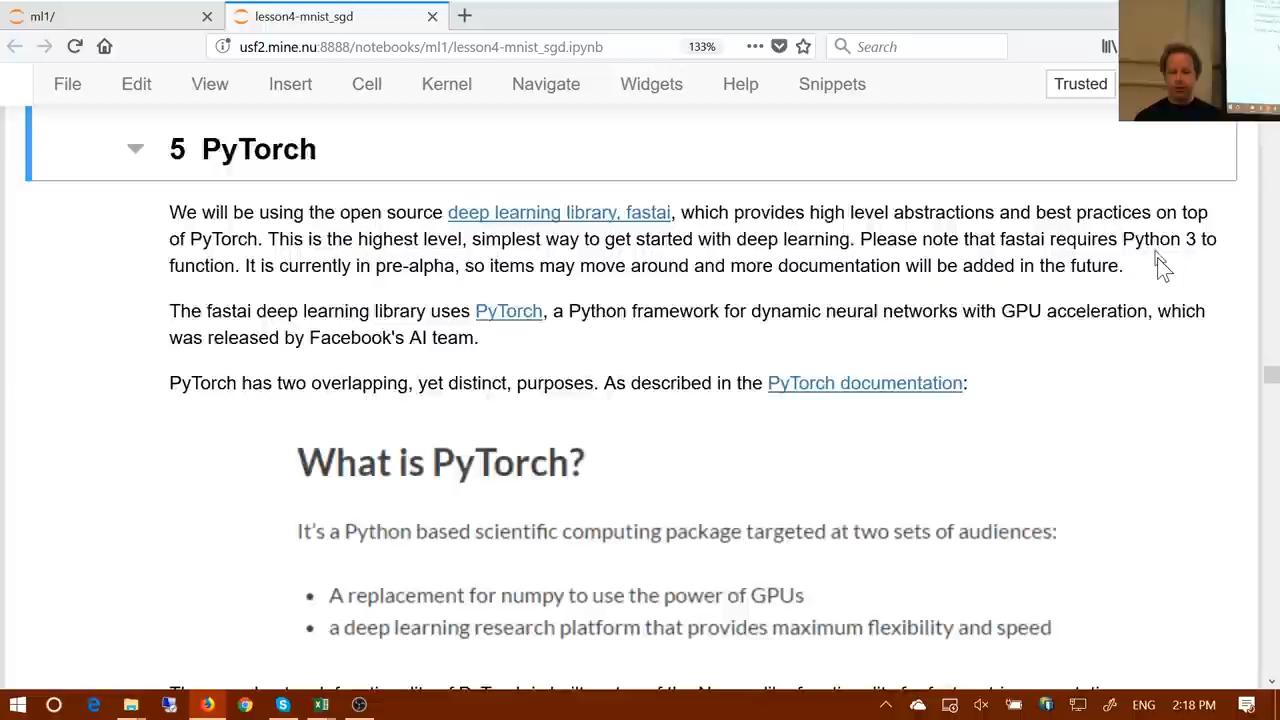 ml1/
lesson4-mnist_sgd
usf2.mine.nu:8888/notebooks/ml1/lesson4-mnist_sgd.ipynb
133%
Search
File Edit View Insert Cell Kernel Navigate Widgets Help Snippets Trusted
5 PyTorch
We will be using the open source deep learning library, fastai, which provides high level abstractions and best practices on top
of PyTorch. This is the highest level, simplest way to get started with deep learning. Please note that fastai requires Python 3 to
function. It is currently in pre-alpha, so items may move around and more documentation will be added in the future.
The fastai deep learning library uses PyTorch, a Python framework for dynamic neural networks with GPU acceleration, which
was released by Facebook's AI team.
PyTorch has two overlapping, yet distinct, purposes. As described in the PyTorch documentation:
What is PyTorch?
It's a Python based scientific computing package targeted at two sets of audiences:
• A replacement for numpy to use the power of GPUs
• a deep learning research platform that provides maximum flexibility and speed
ENG 2:18 PM